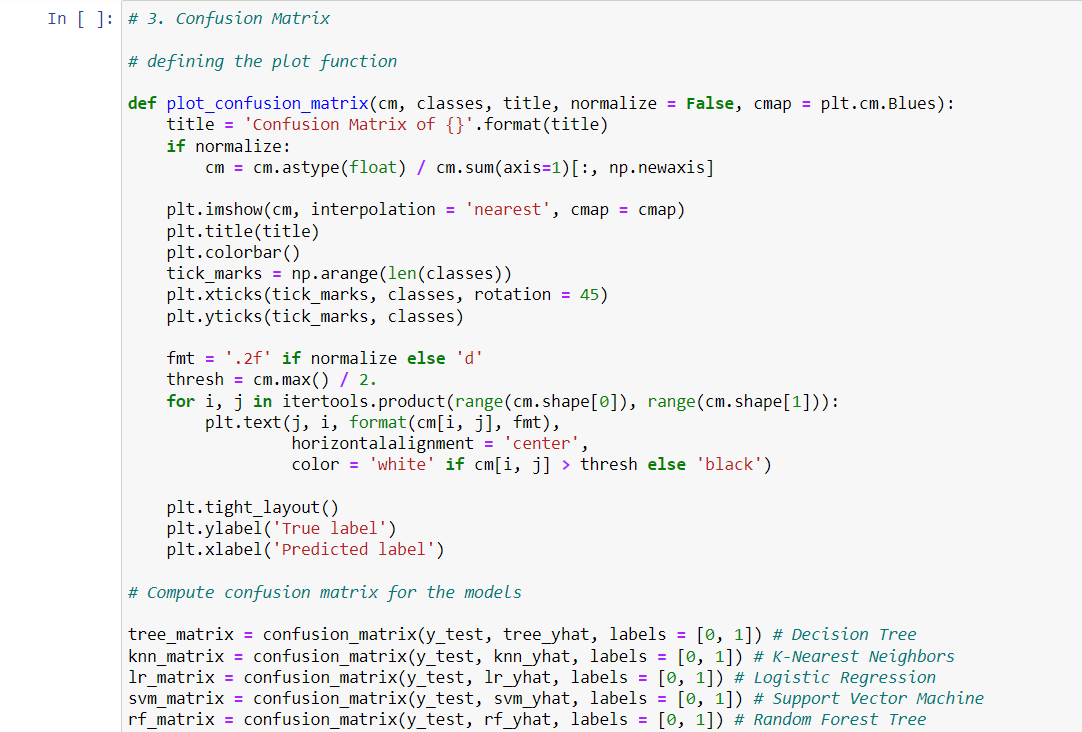 In [ ]: # 3. Confusion Matrix
# defining the plot function
def plot_confusion_matrix(cm, classes, title, normalize = False, cmap = plt.cm.Blues):
    title = 'Confusion Matrix of {}'.format(title)
    if normalize:
        cm = cm.astype(float) / cm.sum(axis=1)[:, np.newaxis]
    plt.imshow(cm, interpolation = 'nearest', cmap = cmap)
    plt.title(title)
    plt.colorbar()
    tick_marks = np.arange(len(classes))
    plt.xticks(tick_marks, classes, rotation = 45)
    plt.yticks(tick_marks, classes)
    fmt = '.2f' if normalize else 'd'
    thresh = cm.max() / 2.
    for i, j in itertools.product(range(cm.shape[0]), range(cm.shape[1])):
        plt.text(j, i, format(cm[i, j], fmt),
                 horizontalalignment = 'center',
                 color = 'white' if cm[i, j] > thresh else 'black')
    plt.tight_layout()
    plt.ylabel('True label')
    plt.xlabel('Predicted label')
# Compute confusion matrix for the models
tree_matrix = confusion_matrix(y_test, tree_yhat, labels = [0, 1]) # Decision Tree
knn_matrix = confusion_matrix(y_test, knn_yhat, labels = [0, 1]) # K-Nearest Neighbors
lr_matrix = confusion_matrix(y_test, lr_yhat, labels = [0, 1]) # Logistic Regression
svm_matrix = confusion_matrix(y_test, svm_yhat, labels = [0, 1]) # Support Vector Machine
rf_matrix = confusion_matrix(y_test, rf_yhat, labels = [0, 1]) # Random Forest Tree